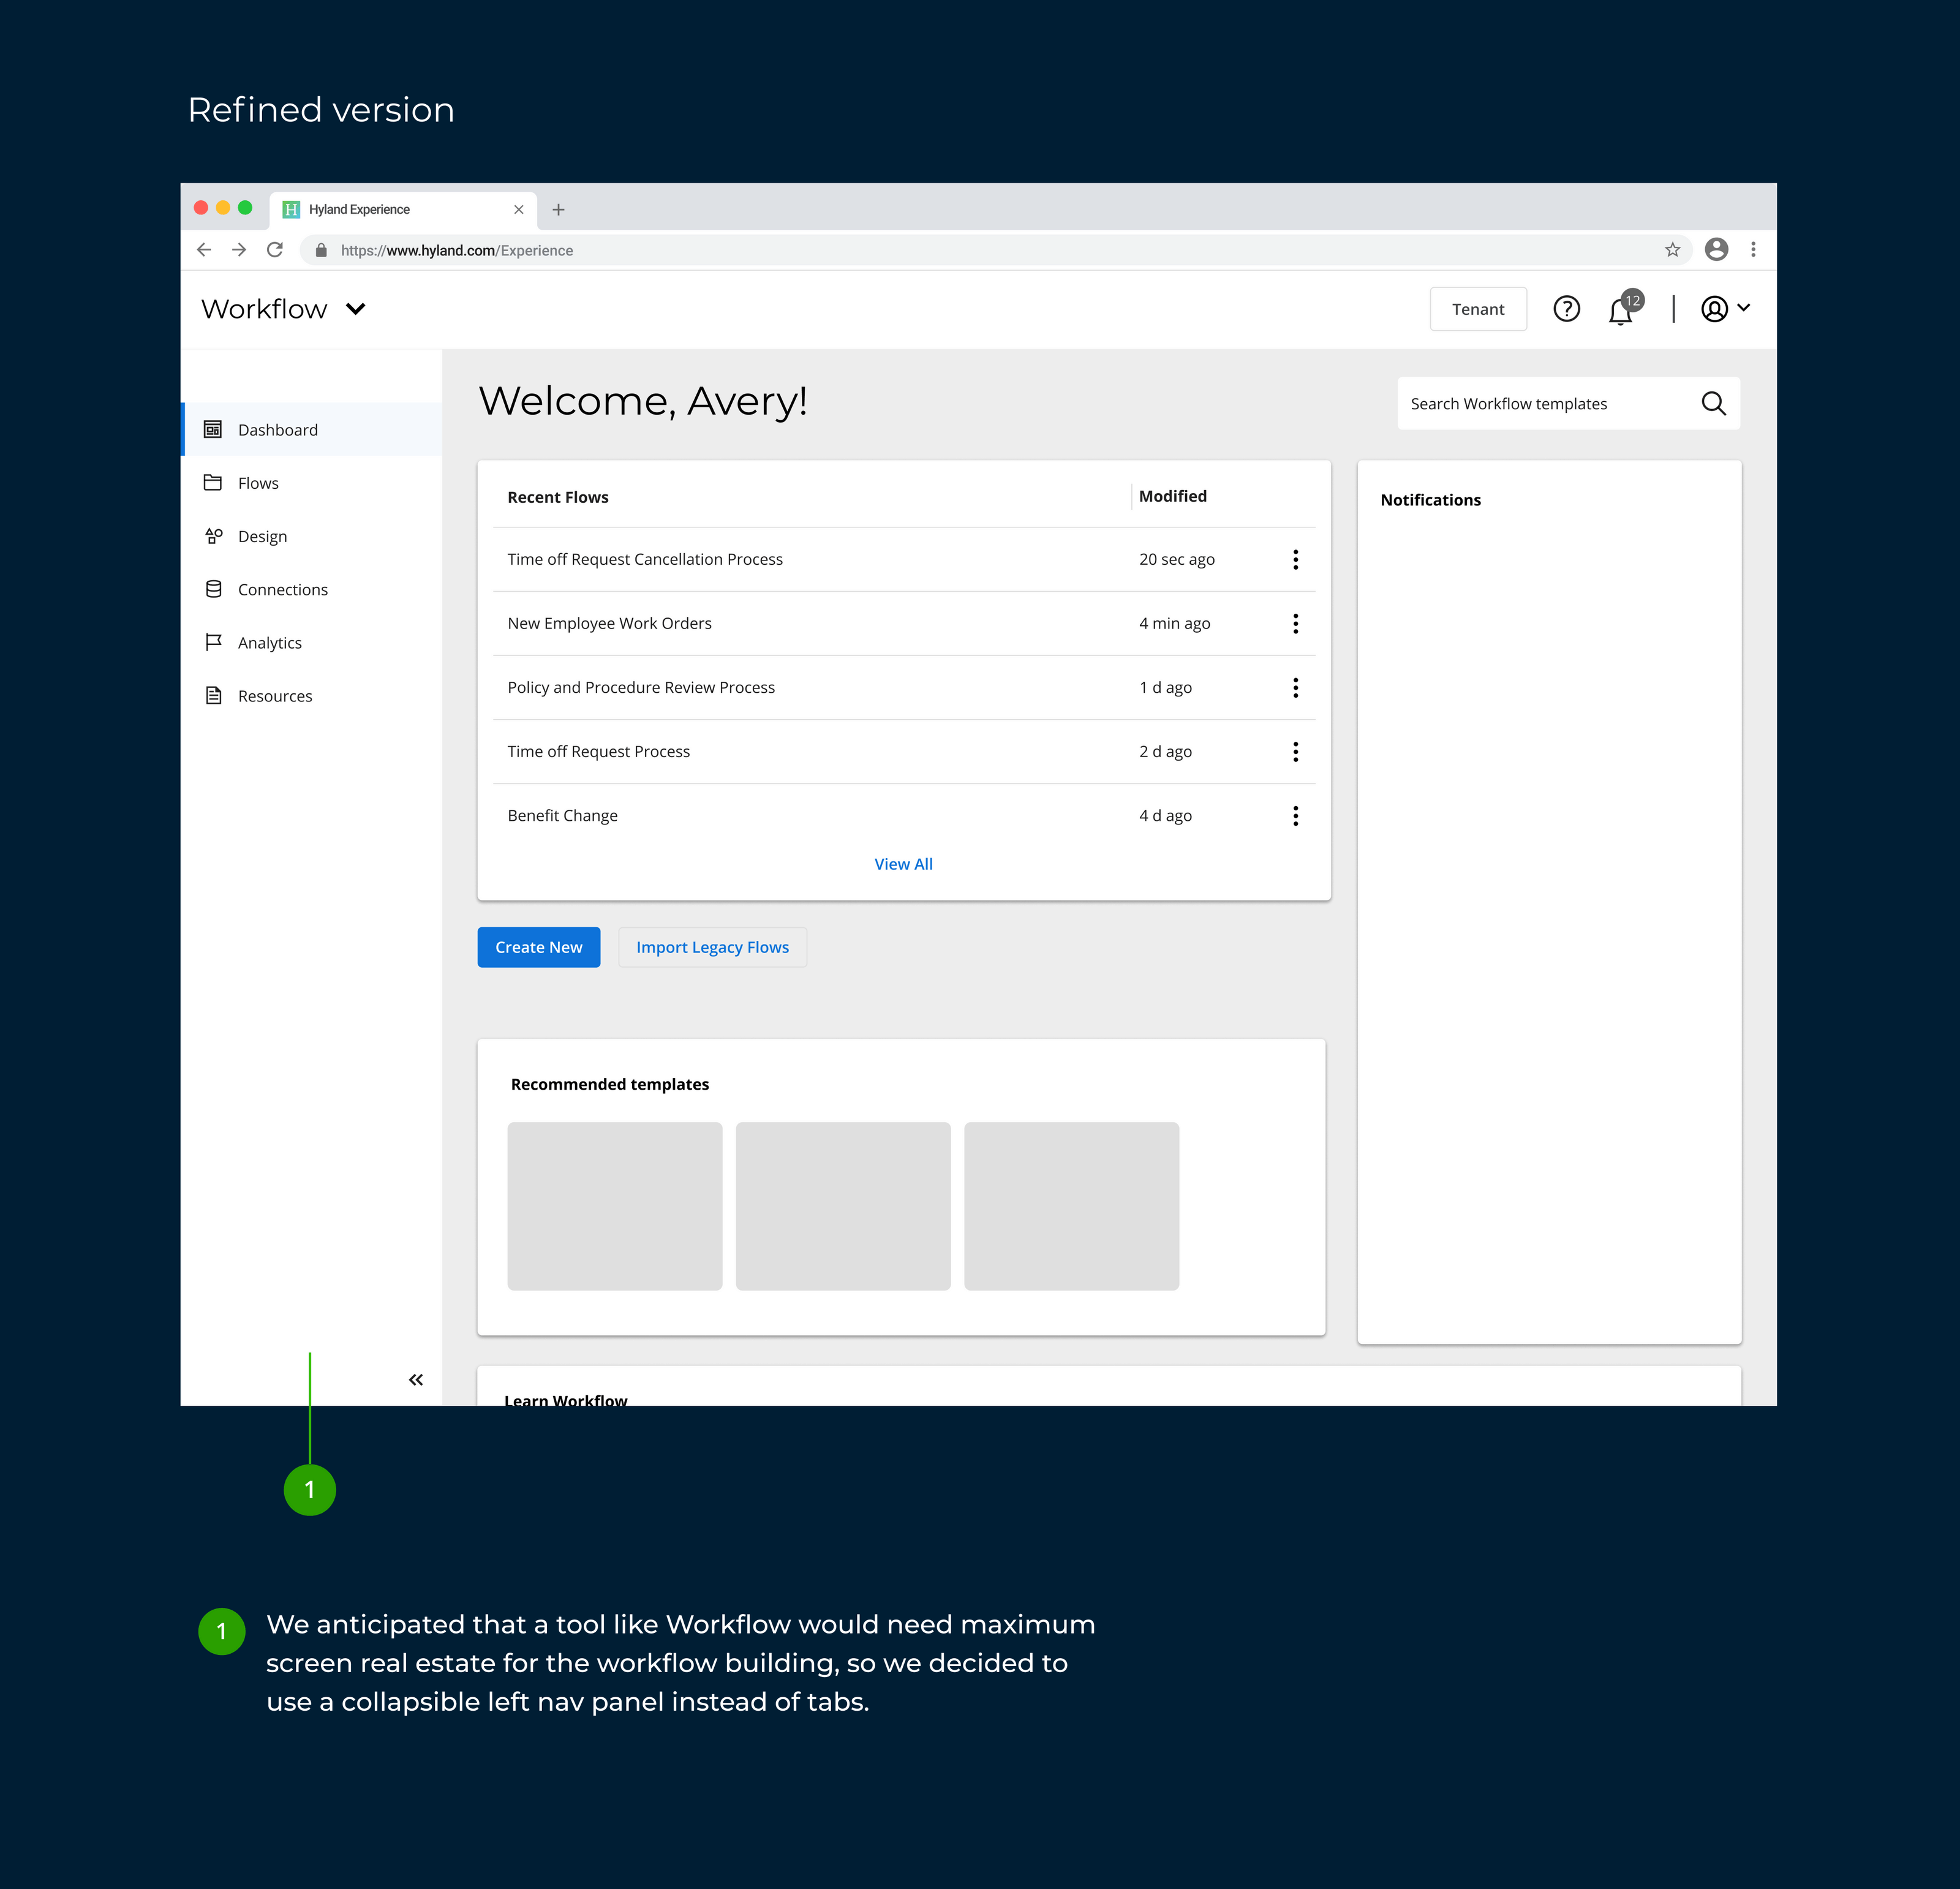 Refined version
Hyland Experience
https://www.hyland.com/Experience
Workflow
Tenant
12
Dashboard
Flows
Design
Connections
Analytics
Resources
Welcome, Avery!
Search Workflow templates
Recent Flows Modified
Time off Request Cancellation Process 20 sec ago
New Employee Work Orders 4 min ago
Policy and Procedure Review Process 1 d ago
Time off Request Process 2 d ago
Benefit Change 4 d ago
View All
Create New Import Legacy Flows
Notifications
Recommended templates
Learn Workflow
1
1 We anticipated that a tool like Workflow would need maximum
screen real estate for the workflow building, so we decided to
use a collapsible left nav panel instead of tabs.